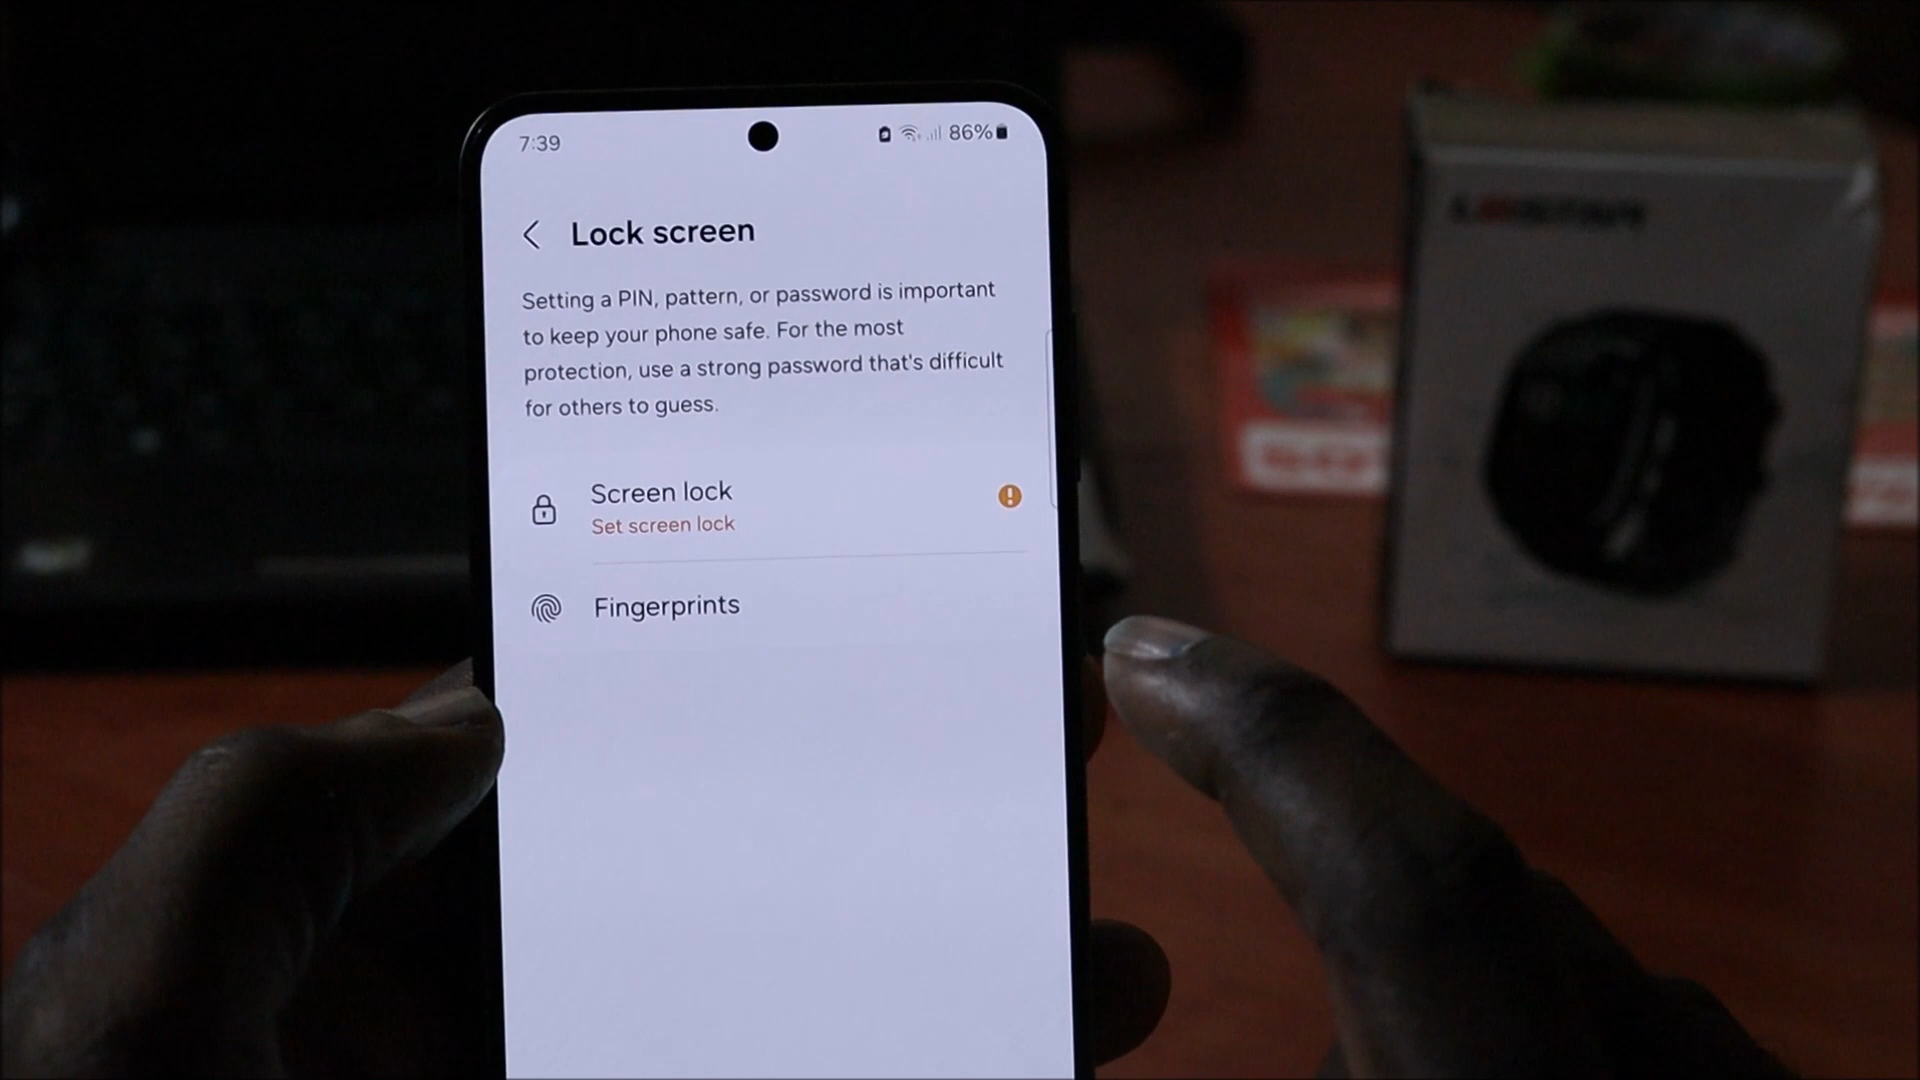 7:39
86%
Lock screen
Setting a PIN, pattern, or password is important
to keep your phone safe. For the most
protection, use a strong password that's difficult
for others to guess.
Screen lock
Set screen lock
Fingerprints